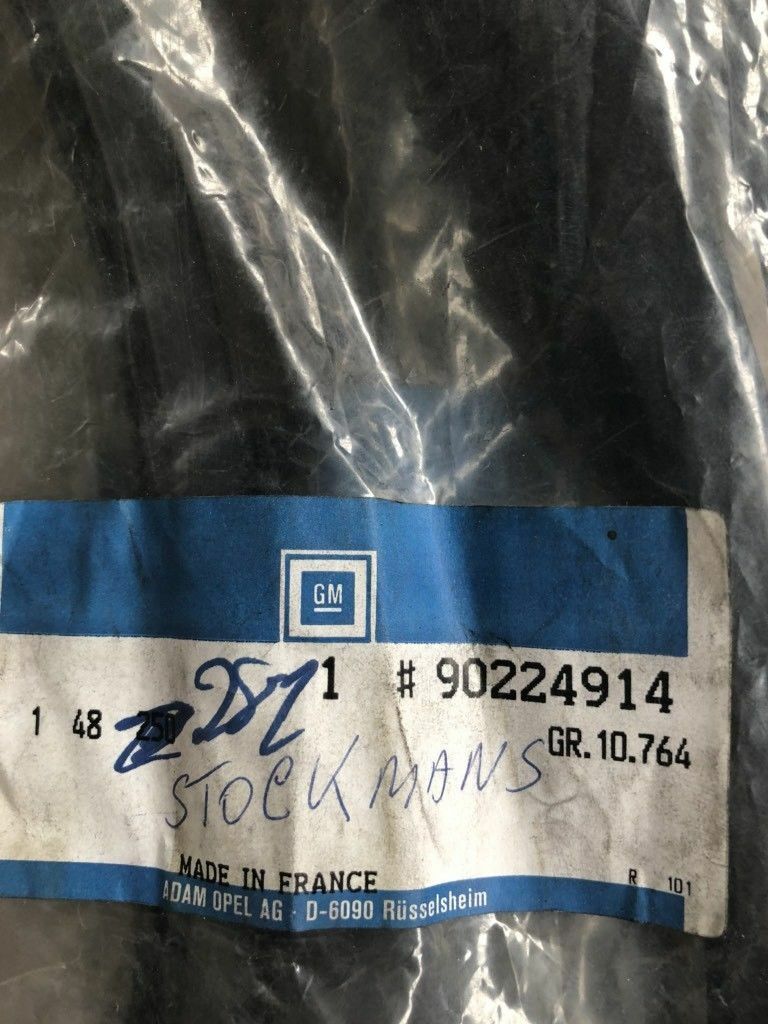 GM
1 # 90224914
1 48 250
GR.10.764
STOCKMANS
MADE IN FRANCE
R 101
ADAM OPEL AG · D-6090 Rüsselsheim